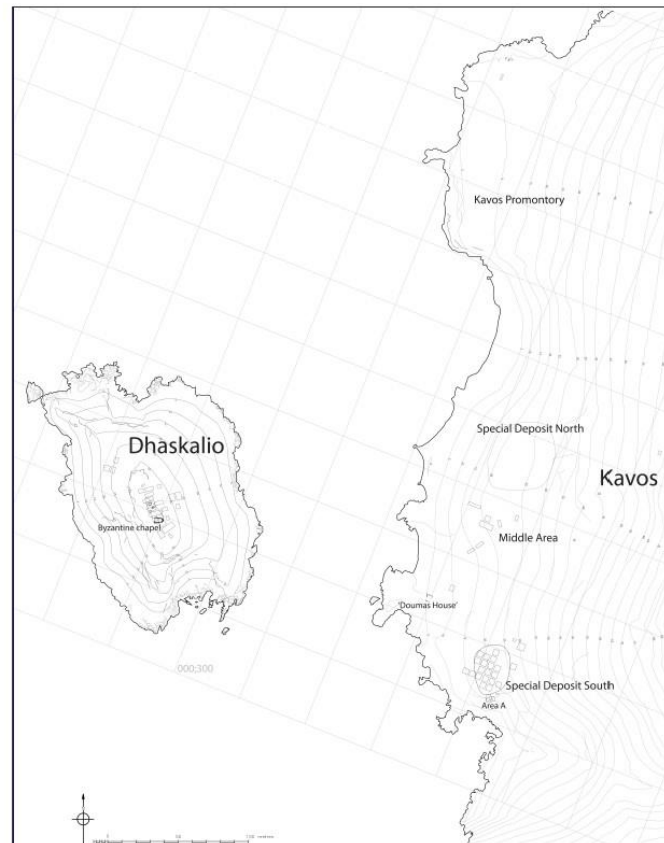 Kavos Promontory
Special Deposit North
Dhaskalio
Kavos
Byzantine chapel
Middle Area
'Doumas House'
000;300
Special Deposit South
Area A